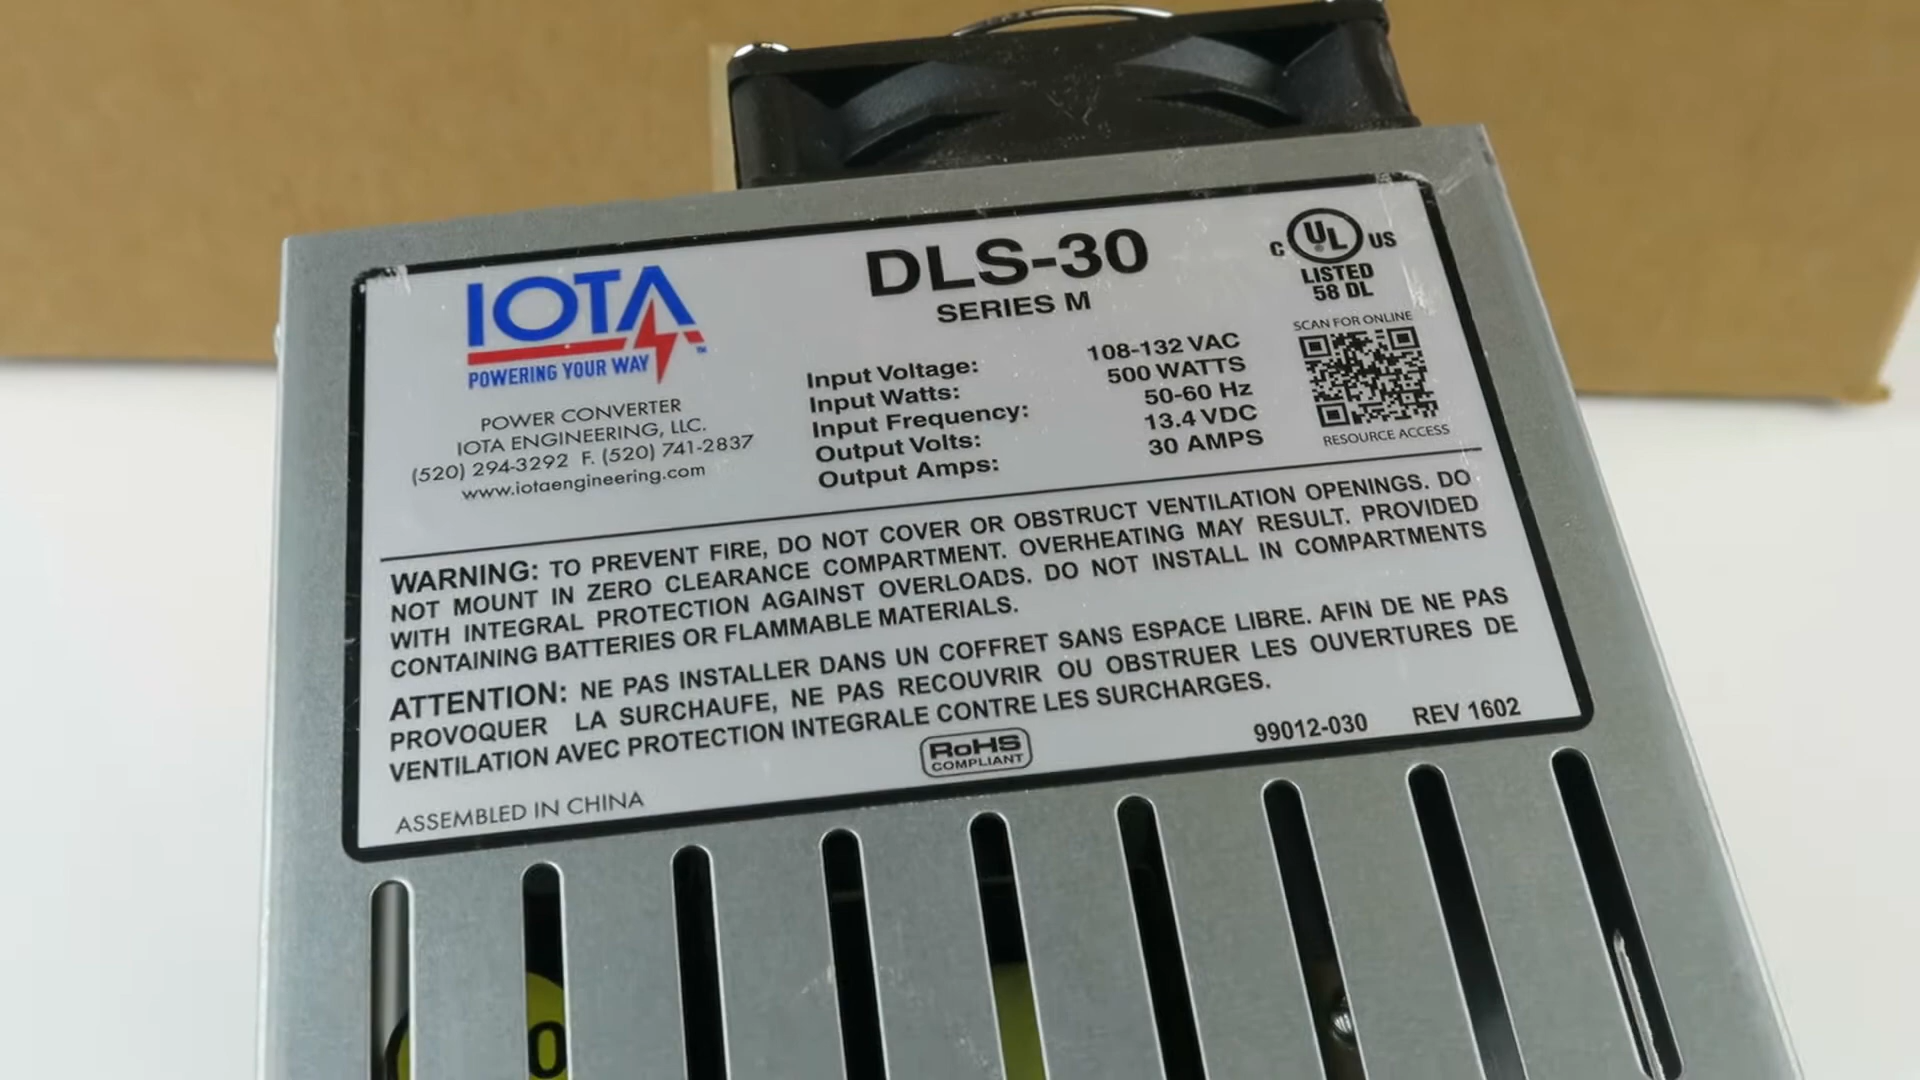 IOTA™
POWERING YOUR WAY
POWER CONVERTER
IOTA ENGINEERING, LLC.
(520) 294-3292 F. (520) 741-2837
www.iotaengineering.com
DLS-30
SERIES M
Input Voltage: 108-132 VAC
Input Watts: 500 WATTS
Input Frequency: 50-60 Hz
Output Volts: 13.4 VDC
Output Amps: 30 AMPS
C UL® US
LISTED
58 DL
SCAN FOR ONLINE
RESOURCE ACCESS
WARNING: TO PREVENT FIRE, DO NOT COVER OR OBSTRUCT VENTILATION OPENINGS. DO
NOT MOUNT IN ZERO CLEARANCE COMPARTMENT. OVERHEATING MAY RESULT. PROVIDED
WITH INTEGRAL PROTECTION AGAINST OVERLOADS. DO NOT INSTALL IN COMPARTMENTS
CONTAINING BATTERIES OR FLAMMABLE MATERIALS.
ATTENTION: NE PAS INSTALLER DANS UN COFFRET SANS ESPACE LIBRE. AFIN DE NE PAS
PROVOQUER LA SURCHAUFE, NE PAS RECOUVRIR OU OBSTRUER LES OUVERTURES DE
VENTILATION AVEC PROTECTION INTEGRALE CONTRE LES SURCHARGES.
99012-030 REV 1602
RoHS
COMPLIANT
ASSEMBLED IN CHINA